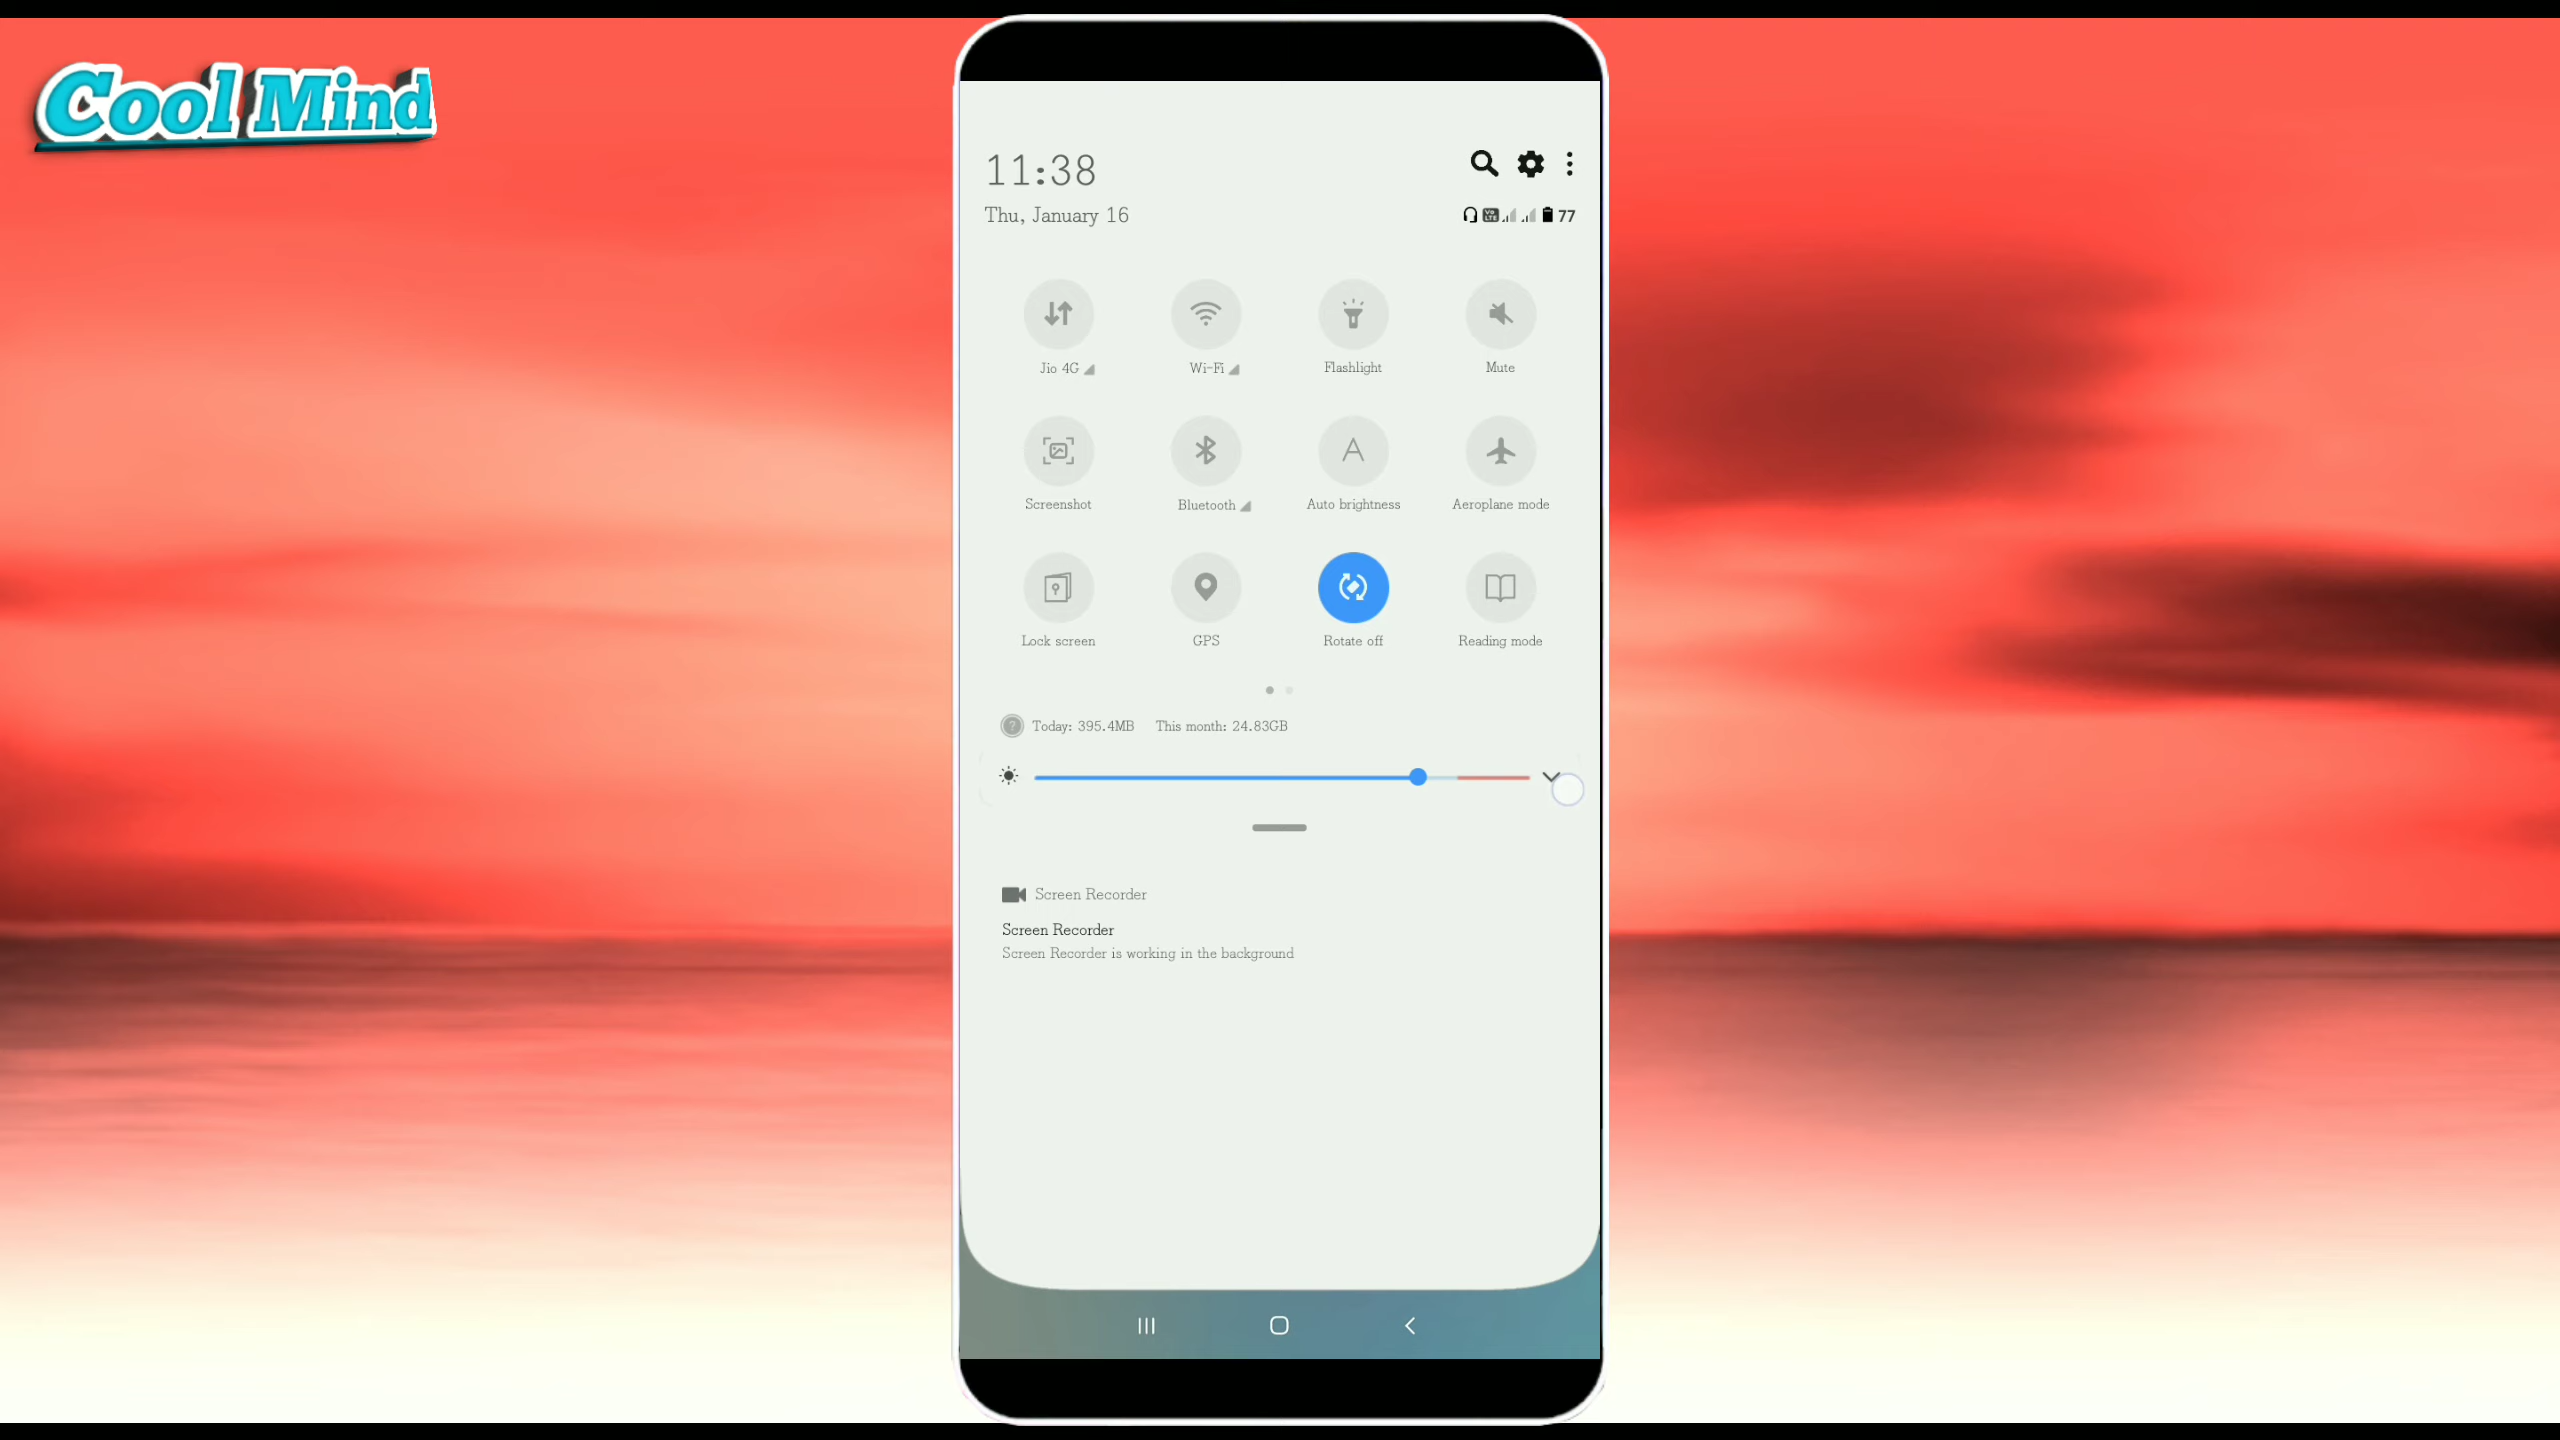 Cool Mind
11:38
Thu, January 16
Vo LTE 77
Jio 4G Wi-Fi Flashlight Mute
Screenshot Bluetooth Auto brightness Aeroplane mode
A
Lock screen GPS Rotate off Reading mode
? Today: 395.4MB This month: 24.83GB
Screen Recorder
Screen Recorder
Screen Recorder is working in the background